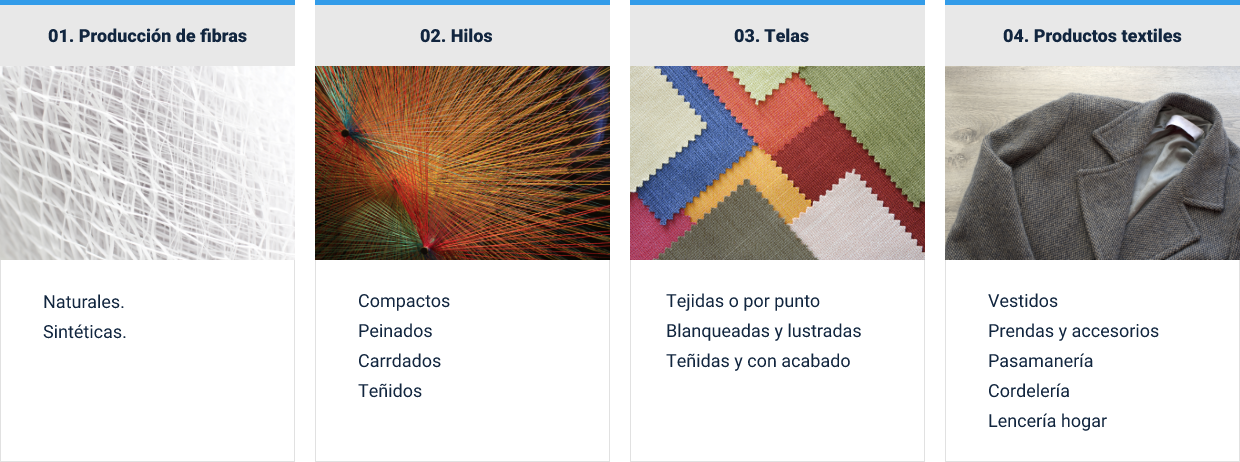 01. Producción de fibras
Naturales.
Sintéticas.
02. Hilos
Compactos
Peinados
Carrdados
Teñidos
03. Telas
Tejidas o por punto
Blanqueadas y lustradas
Teñidas y con acabado
04. Productos textiles
Vestidos
Prendas y accesorios
Pasamanería
Cordelería
Lencería hogar